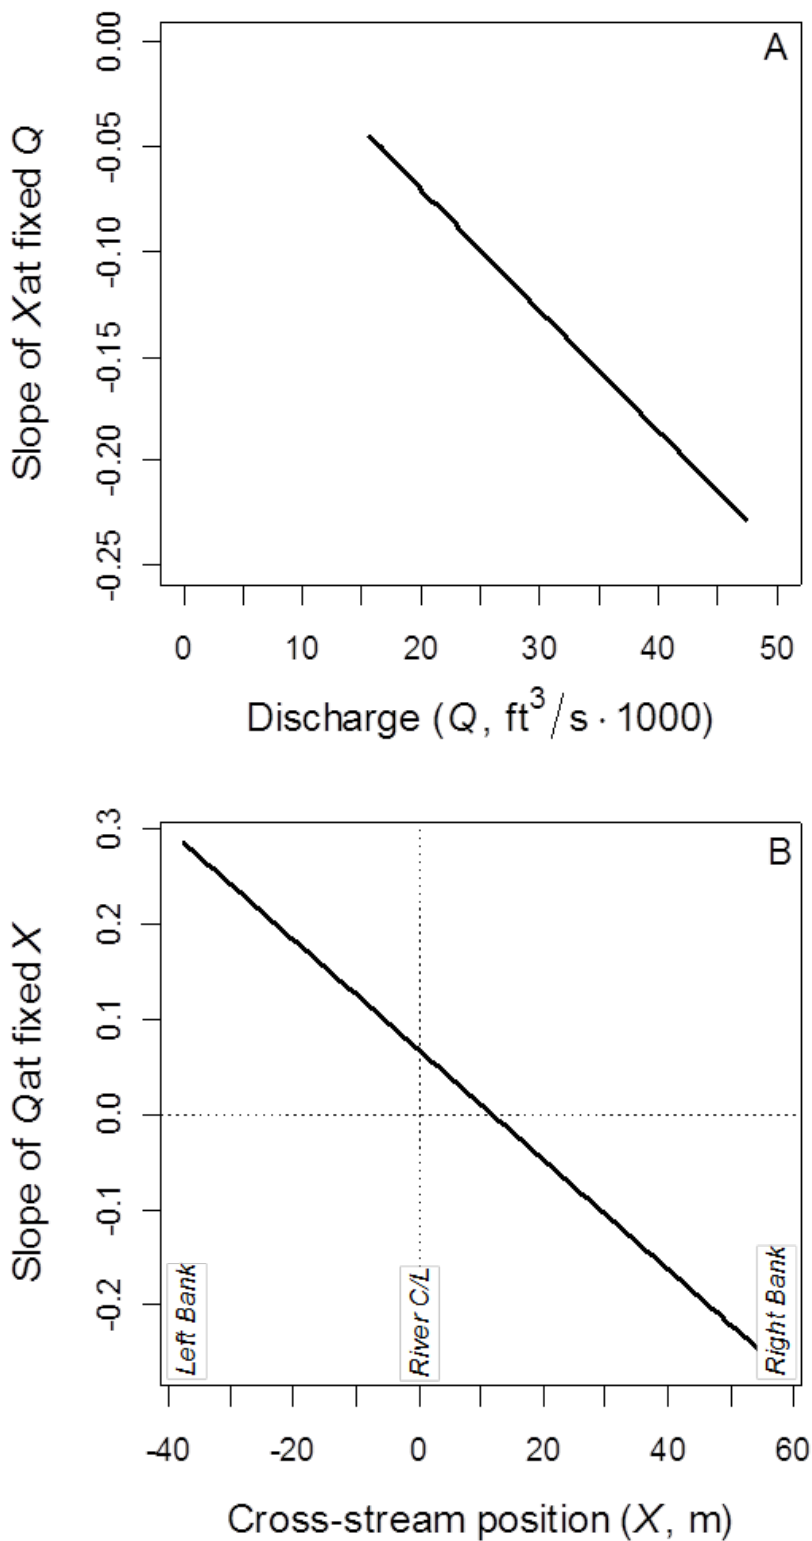 A
Slope of X at fixed Q
0.00
-0.05
-0.10
-0.15
-0.20
-0.25
0 10 20 30 40 50
Discharge (Q, ft³/s · 1000)
B
Slope of Q at fixed X
0.3
0.2
0.1
0.0
-0.1
-0.2
Left Bank
River C/L
Right Bank
-40 -20 0 20 40 60
Cross-stream position (X, m)